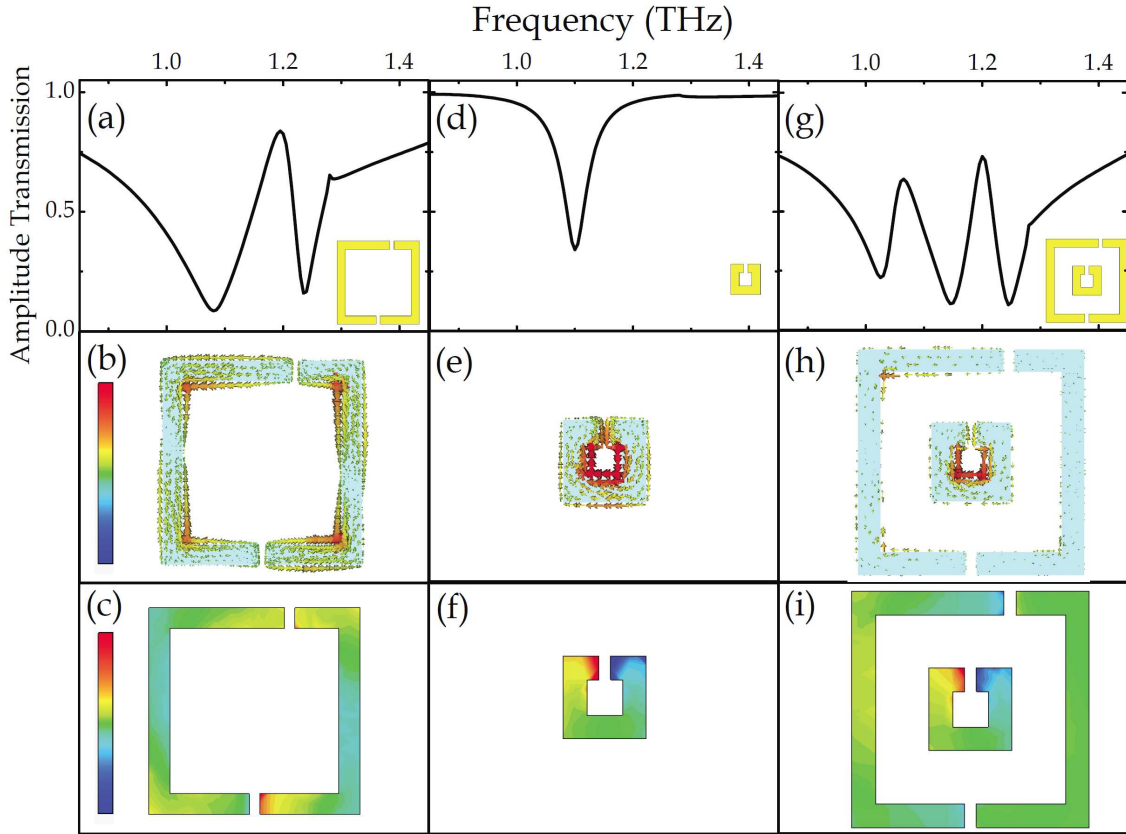 Frequency (THz)
1.0 1.2 1.4 1.0 1.2 1.4 1.0 1.2 1.4
Amplitude Transmission
1.0
0.5
0.0
(a) (d) (g)
(b) (e) (h)
(c) (f) (i)